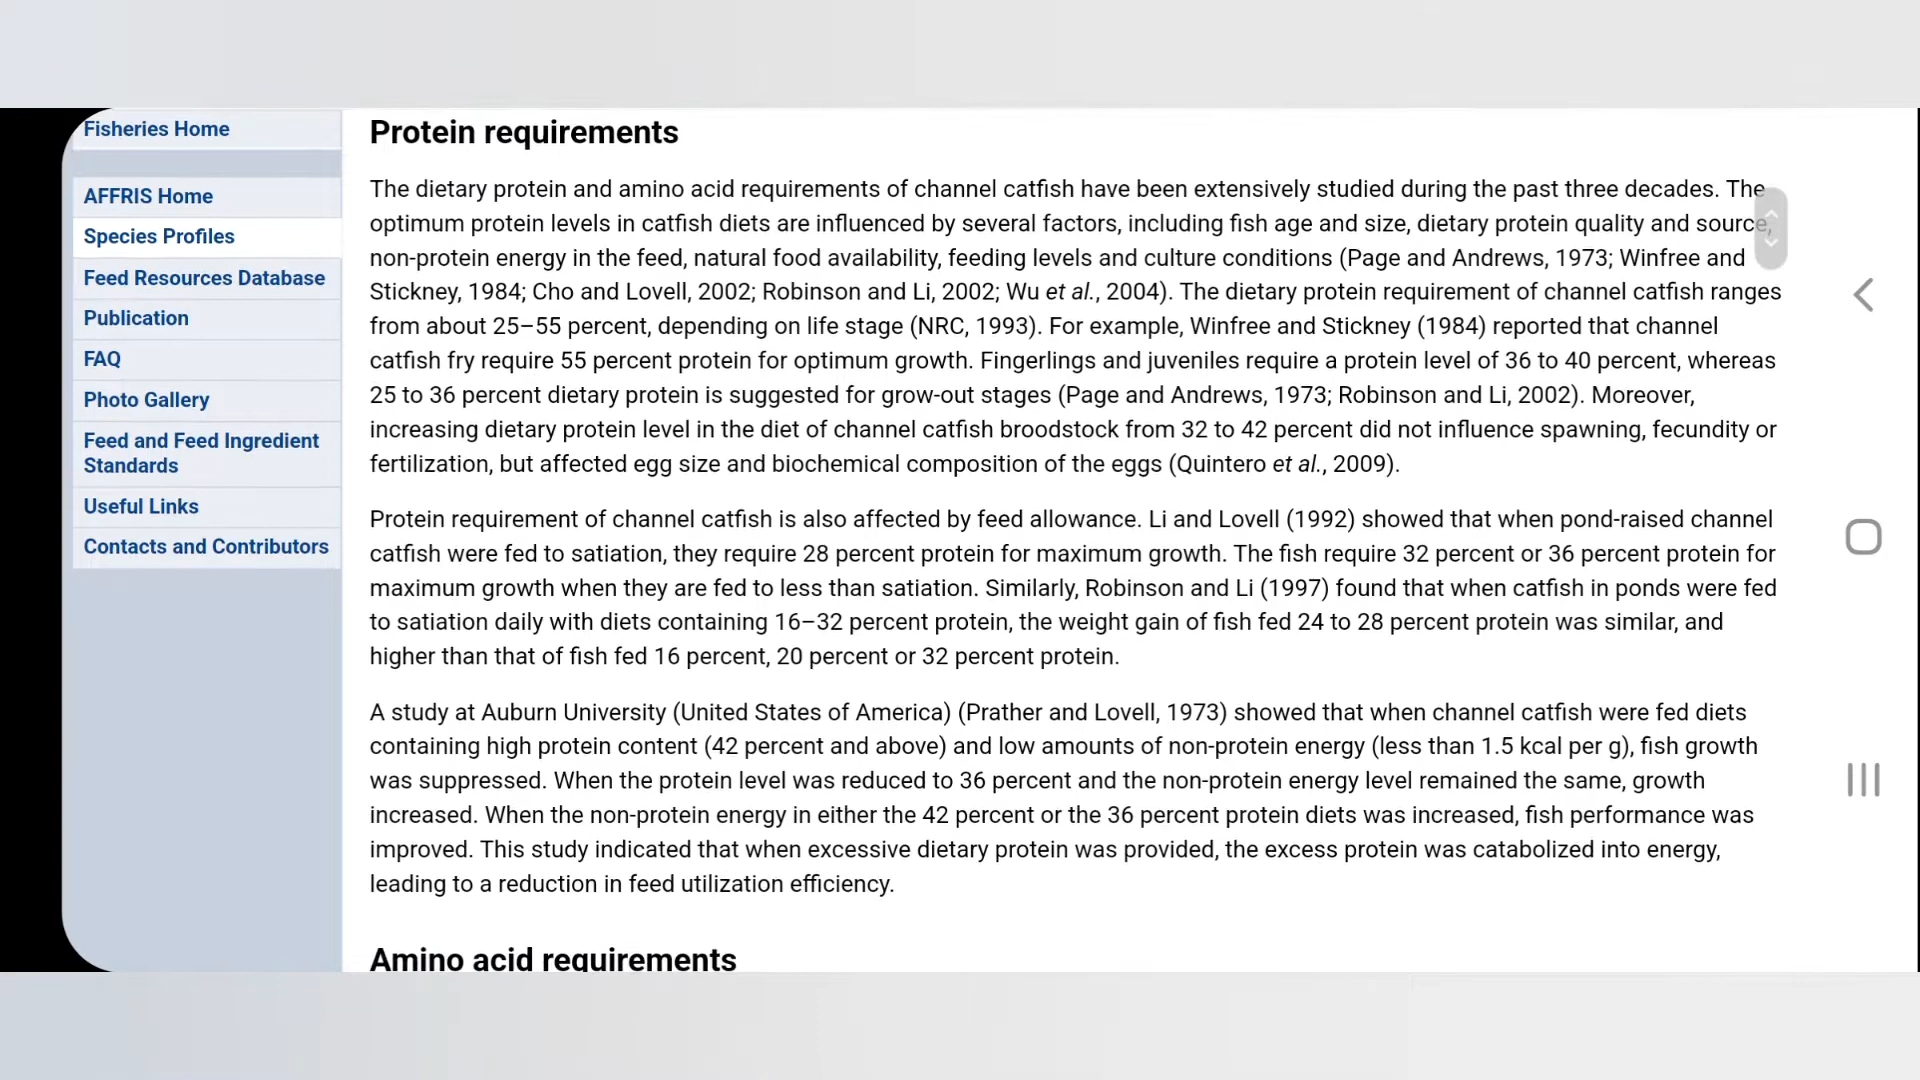 Fisheries Home
AFFRIS Home
Species Profiles
Feed Resources Database
Publication
FAQ
Photo Gallery
Feed and Feed Ingredient
Standards
Useful Links
Contacts and Contributors
Protein requirements
The dietary protein and amino acid requirements of channel catfish have been extensively studied during the past three decades. The
optimum protein levels in catfish diets are influenced by several factors, including fish age and size, dietary protein quality and source,
non-protein energy in the feed, natural food availability, feeding levels and culture conditions (Page and Andrews, 1973; Winfree and
Stickney, 1984; Cho and Lovell, 2002; Robinson and Li, 2002; Wu et al., 2004). The dietary protein requirement of channel catfish ranges
from about 25–55 percent, depending on life stage (NRC, 1993). For example, Winfree and Stickney (1984) reported that channel
catfish fry require 55 percent protein for optimum growth. Fingerlings and juveniles require a protein level of 36 to 40 percent, whereas
25 to 36 percent dietary protein is suggested for grow-out stages (Page and Andrews, 1973; Robinson and Li, 2002). Moreover,
increasing dietary protein level in the diet of channel catfish broodstock from 32 to 42 percent did not influence spawning, fecundity or
fertilization, but affected egg size and biochemical composition of the eggs (Quintero et al., 2009).
Protein requirement of channel catfish is also affected by feed allowance. Li and Lovell (1992) showed that when pond-raised channel
catfish were fed to satiation, they require 28 percent protein for maximum growth. The fish require 32 percent or 36 percent protein for
maximum growth when they are fed to less than satiation. Similarly, Robinson and Li (1997) found that when catfish in ponds were fed
to satiation daily with diets containing 16–32 percent protein, the weight gain of fish fed 24 to 28 percent protein was similar, and
higher than that of fish fed 16 percent, 20 percent or 32 percent protein.
A study at Auburn University (United States of America) (Prather and Lovell, 1973) showed that when channel catfish were fed diets
containing high protein content (42 percent and above) and low amounts of non-protein energy (less than 1.5 kcal per g), fish growth
was suppressed. When the protein level was reduced to 36 percent and the non-protein energy level remained the same, growth
increased. When the non-protein energy in either the 42 percent or the 36 percent protein diets was increased, fish performance was
improved. This study indicated that when excessive dietary protein was provided, the excess protein was catabolized into energy,
leading to a reduction in feed utilization efficiency.
Amino acid requirements